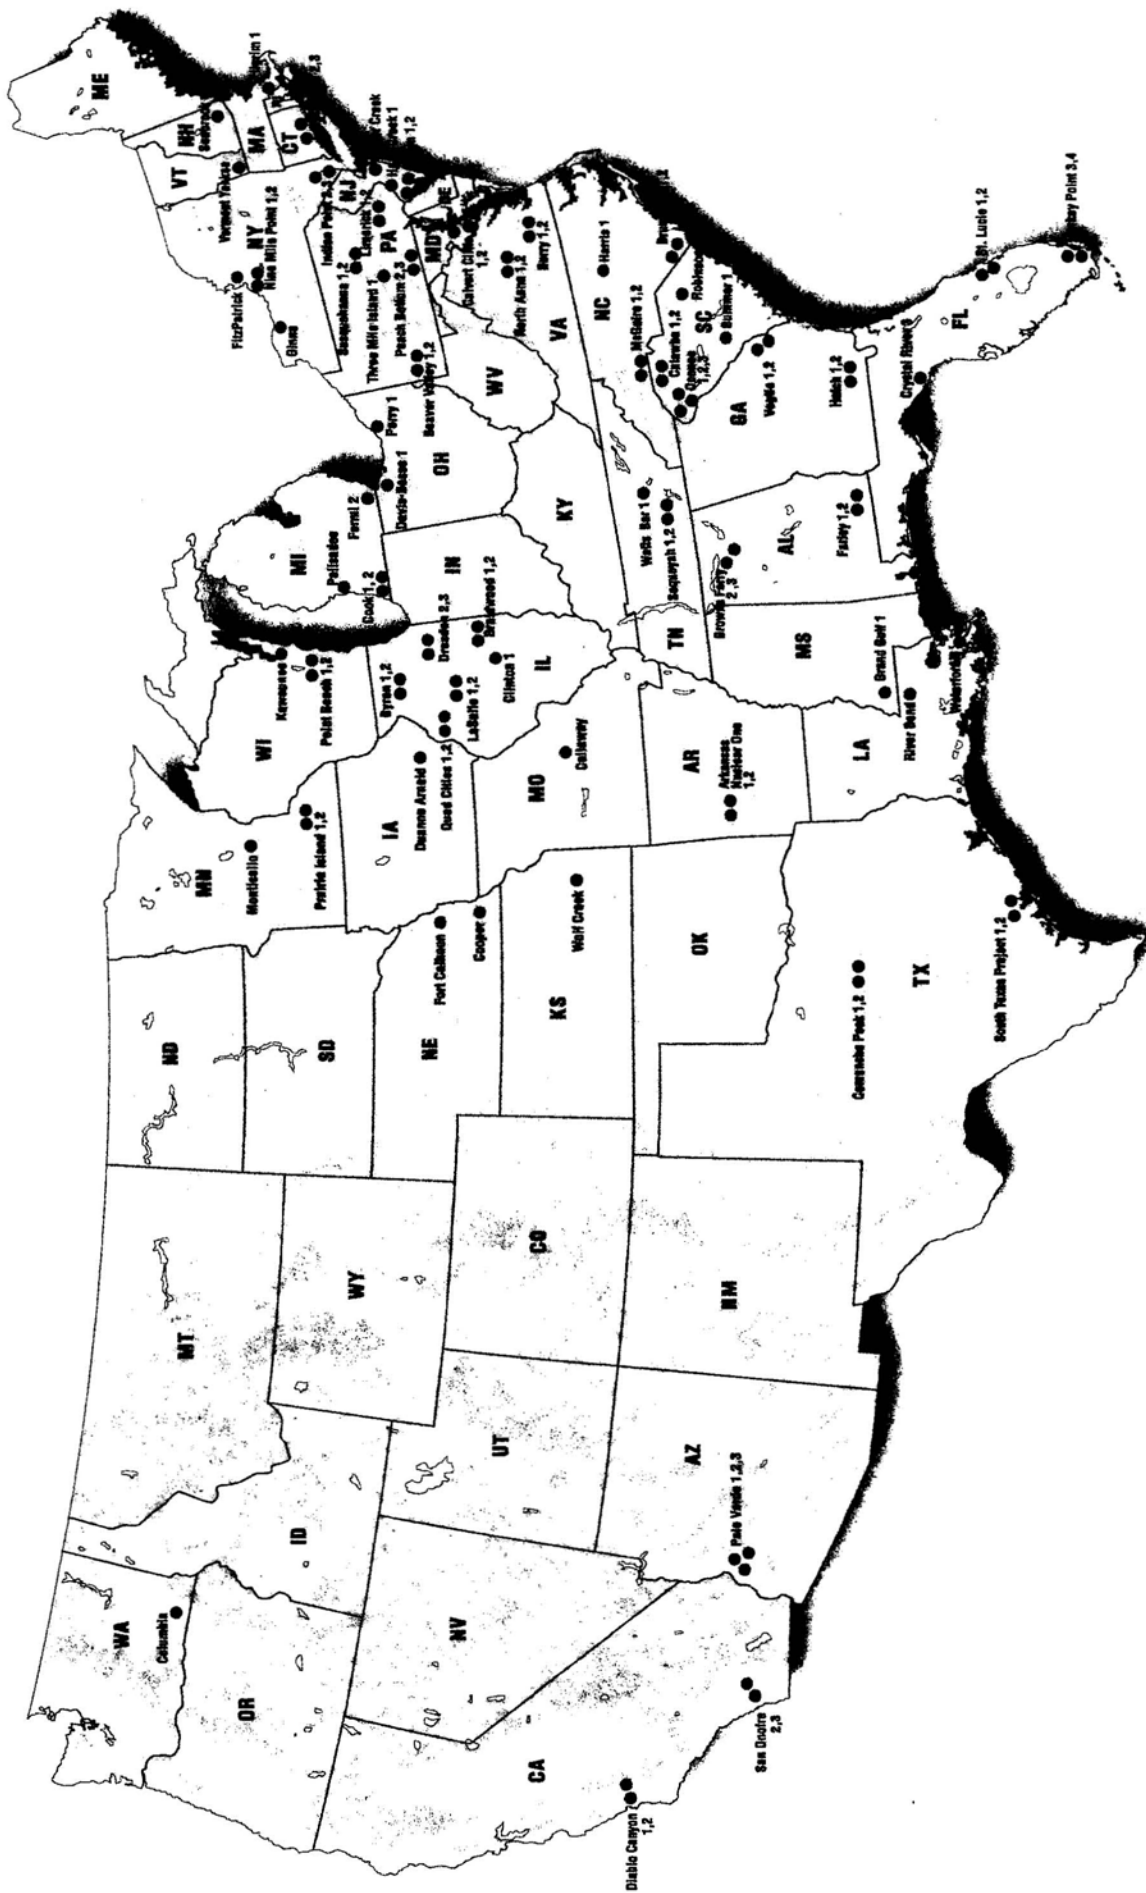 WA
Columbia
OR
CA
Diablo Canyon
1,2
San Onofre
2,3
NV
ID
MT
WY
UT
AZ
Palo Verde 1,2,3
CO
NM
ND
SD
NE
Fort Calhoun
Cooper
KS
Wolf Creek
OK
TX
Comanche Peak 1,2
South Texas Project 1,2
MN
Monticello
Prairie Island 1,2
IA
Duane Arnold
MO
Callaway
AR
Arkansas
Nuclear One
1,2
LA
River Bend
WI
Kewaunee
Point Beach 1,2
IL
Byron 1,2
Quad Cities 1,2
LaSalle 1,2
Dresden 2,3
Braidwood 1,2
Clinton 1
MI
Palisades
Cook 1,2
Fermi 2
IN
OH
Davis-Besse 1
Perry 1
KY
TN
Watts Bar 1
Sequoyah 1,2
MS
Grand Gulf 1
AL
Browns Ferry
2,3
Farley 1,2
GA
Hatch 1,2
Vogtle 1,2
FL
Crystal River 3
St. Lucie 1,2
Point 3,4
SC
Summer 1
Catawba 1,2
Oconee
1,2,3
NC
McGuire 1,2
Harris 1
VA
North Anna 1,2
Surry 1,2
WV
MD
Calvert Cliffs
1,2
PA
Beaver Valley 1,2
Peach Bottom 2,3
Three Mile Island 1
Susquehanna 1,2
Limerick 1,2
NJ
NY
FitzPatrick
Nine Mile Point 1,2
Ginna
Indian Point 2,3
VT
Vermont Yankee
NH
MA
CT
ME